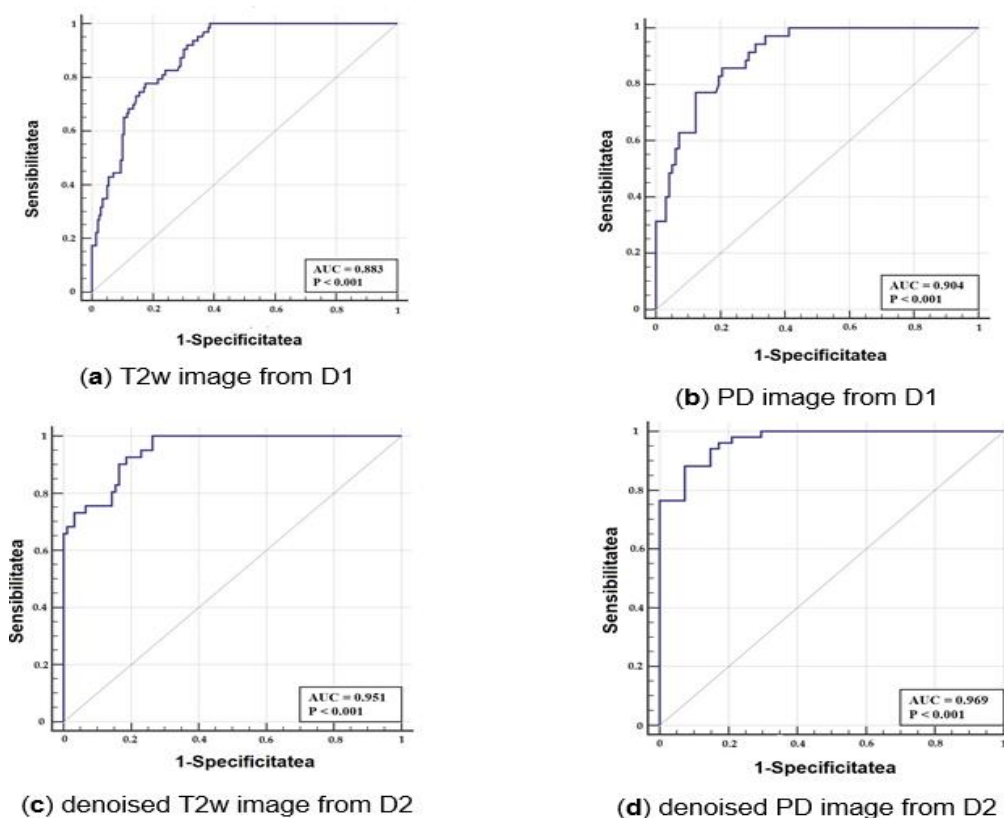 1
0.8
0.6
0.4
0.2
0
Sensibilitatea
0 0.2 0.4 0.6 0.8 1
AUC = 0.883
P < 0.001
1-Specificitatea
(a) T2w image from D1
1
0.8
0.6
0.4
0.2
0
Sensibilitatea
0 0.2 0.4 0.6 0.8 1
AUC = 0.904
P < 0.001
1-Specificitatea
(b) PD image from D1
1
0.8
0.6
0.4
0.2
0
Sensibilitatea
0 0.2 0.4 0.6 0.8 1
AUC = 0.951
P < 0.001
1-Specificitatea
(c) denoised T2w image from D2
1
0.8
0.6
0.4
0.2
0
Sensibilitatea
0 0.2 0.4 0.6 0.8 1
AUC = 0.969
P < 0.001
1-Specificitatea
(d) denoised PD image from D2